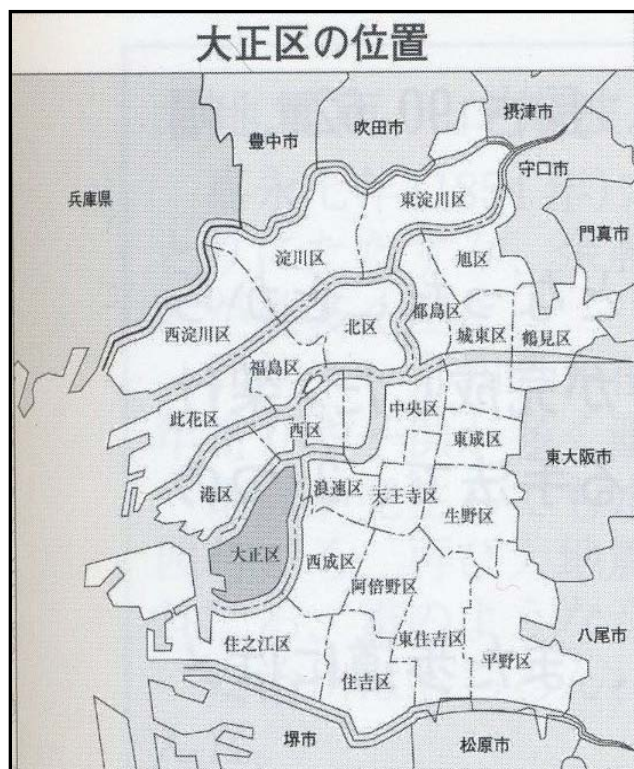 大正区の位置
摂津市
吹田市
豊中市
守口市
兵庫県
東淀川区
門真市
淀川区
旭区
都島区
西淀川区
北区
城東区
鶴見区
福島区
此花区
中央区
西区
東成区
東大阪市
港区
浪速区
天王寺区
生野区
大正区
西成区
阿倍野区
住之江区
東住吉区
八尾市
平野区
住吉区
堺市
松原市